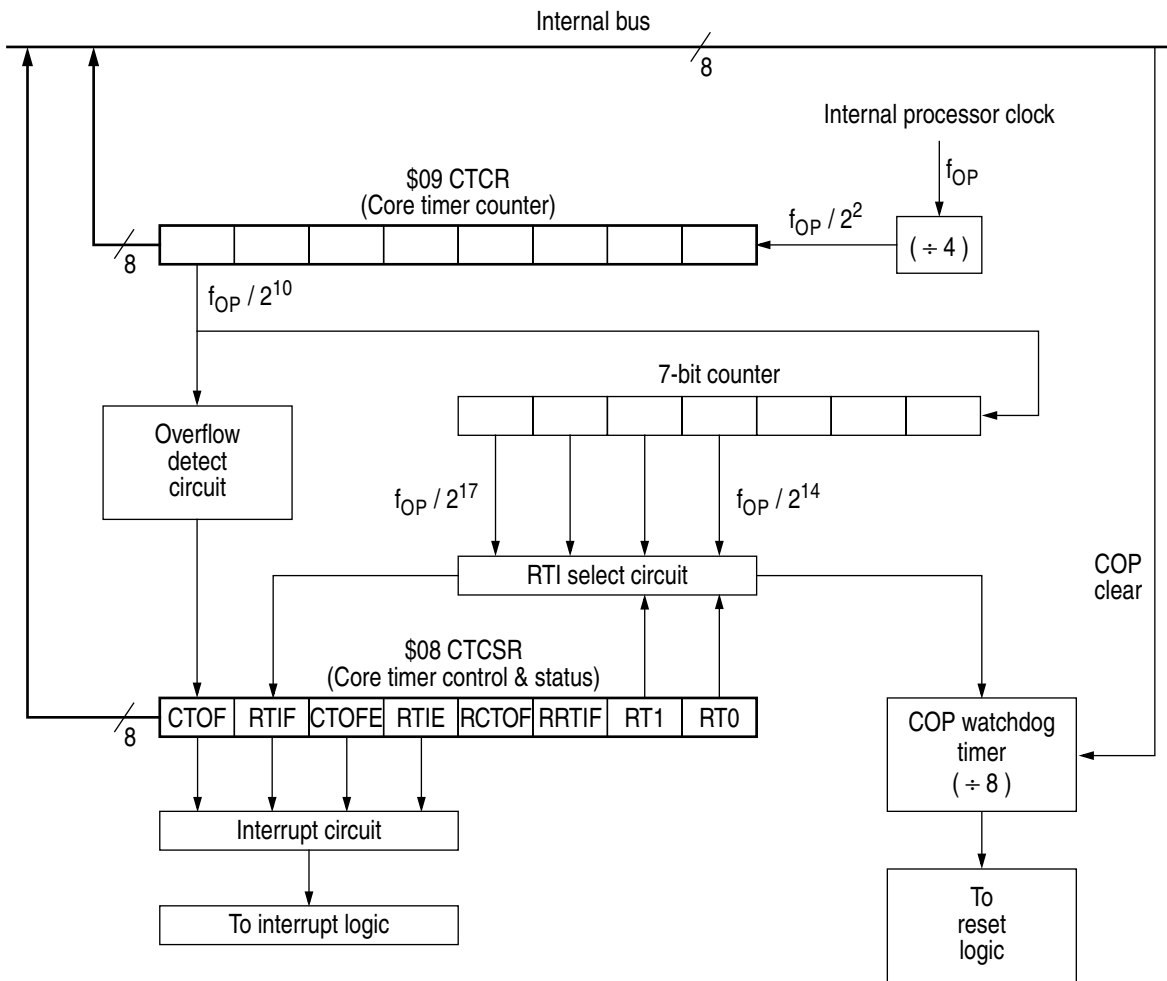 Internal bus
8
Internal processor clock
fOP
$09 CTCR
(Core timer counter)
fOP / 2²
( ÷ 4 )
8
fOP / 2¹⁰
7-bit counter
Overflow
detect
circuit
fOP / 2¹⁷
fOP / 2¹⁴
RTI select circuit
COP
clear
$08 CTCSR
(Core timer control & status)
8
CTOF RTIF CTOFE RTIE RCTOF RRTIF RT1 RT0
COP watchdog
timer
( ÷ 8 )
Interrupt circuit
To interrupt logic
To
reset
logic